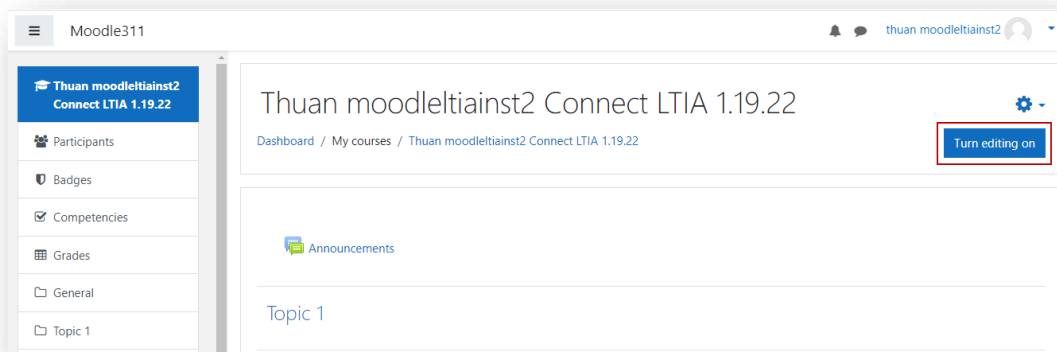 Moodle311
thuan moodleltiainst2
Thuan moodleltiainst2
Connect LTIA 1.19.22
Participants
Badges
Competencies
Grades
General
Topic 1
Thuan moodleltiainst2 Connect LTIA 1.19.22
Dashboard / My courses / Thuan moodleltiainst2 Connect LTIA 1.19.22
Turn editing on
Announcements
Topic 1